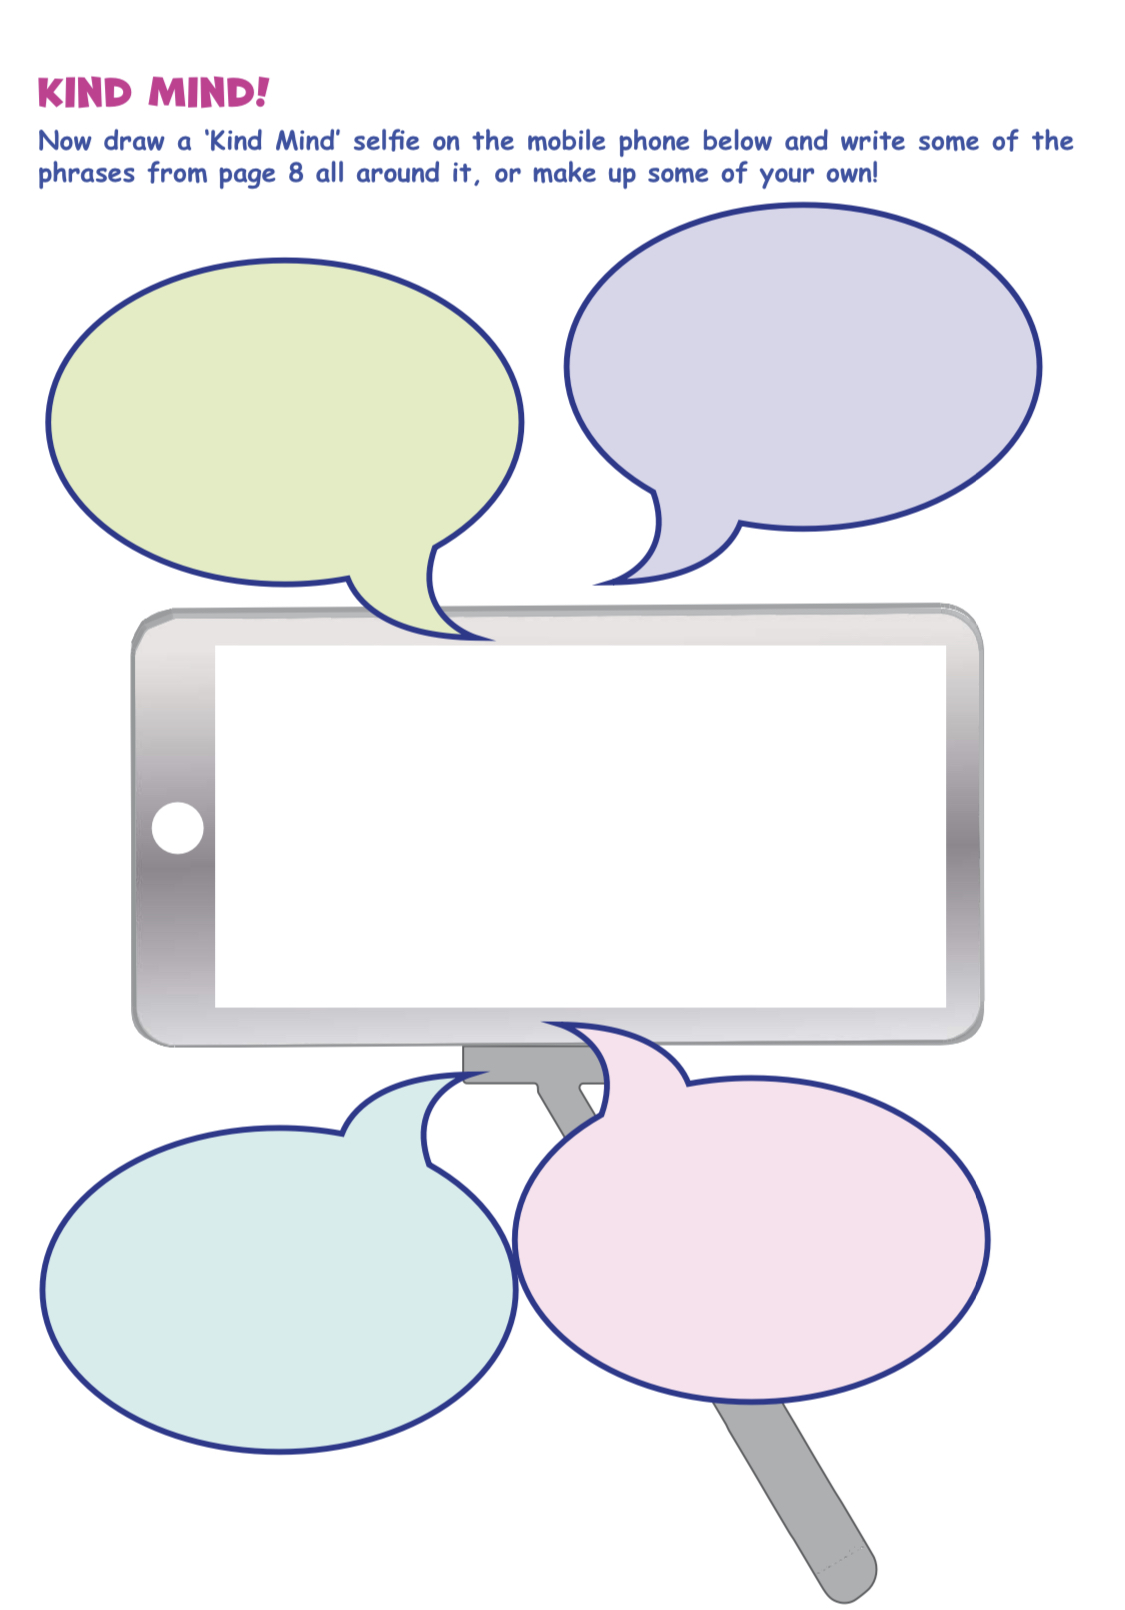 KIND MIND!
Now draw a ‘Kind Mind’ selfie on the mobile phone below and write some of the
phrases from page 8 all around it, or make up some of your own!